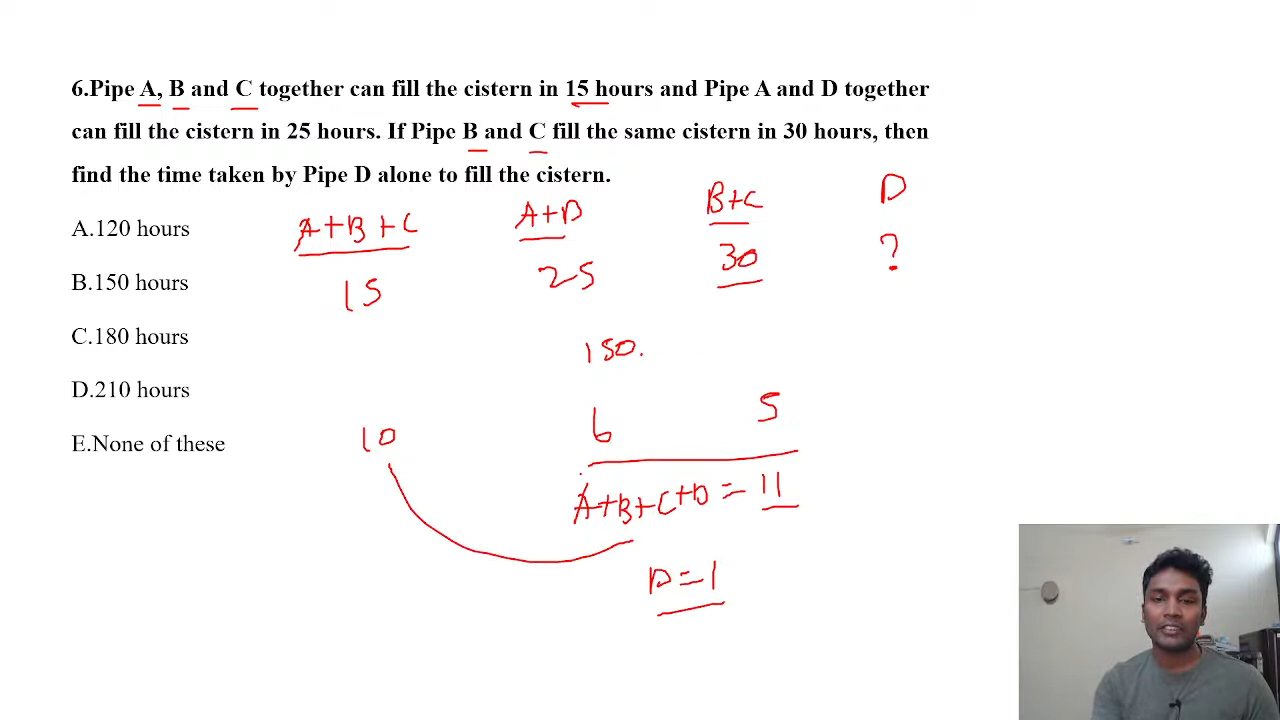 6.Pipe A, B and C together can fill the cistern in 15 hours and Pipe A and D together
can fill the cistern in 25 hours. If Pipe B and C fill the same cistern in 30 hours, then
find the time taken by Pipe D alone to fill the cistern.
A.120 hours
B.150 hours
C.180 hours
D.210 hours
E.None of these
A+B+C A+D B+C D
15 25 30 ?
150.
10 6 5
A+B+C+D = 11
D=1